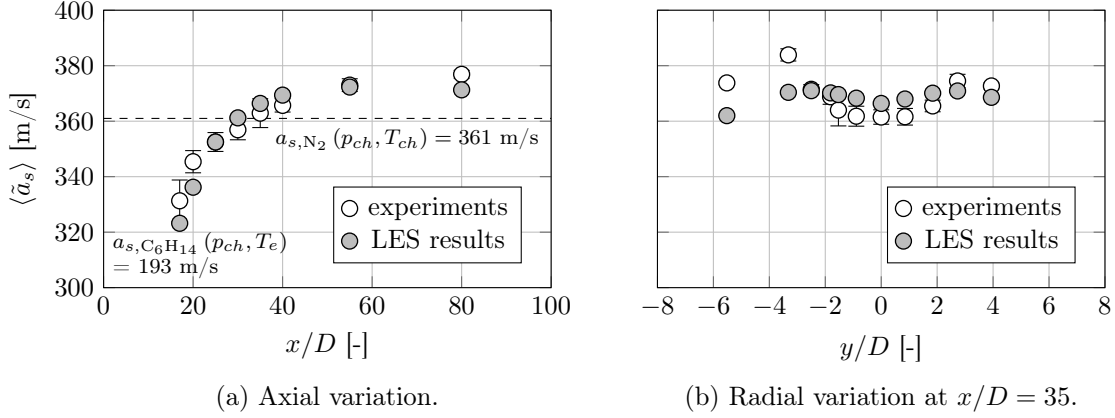 400
380
360
340
320
300
⟨ã_s⟩ [m/s]
a_{s,N_2} (p_{ch}, T_{ch}) = 361 m/s
experiments
LES results
a_{s,C_6H_{14}} (p_{ch}, T_e)
= 193 m/s
0 20 40 60 80 100
x/D [-]
(a) Axial variation.
experiments
LES results
−8 −6 −4 −2 0 2 4 6 8
y/D [-]
(b) Radial variation at x/D = 35.